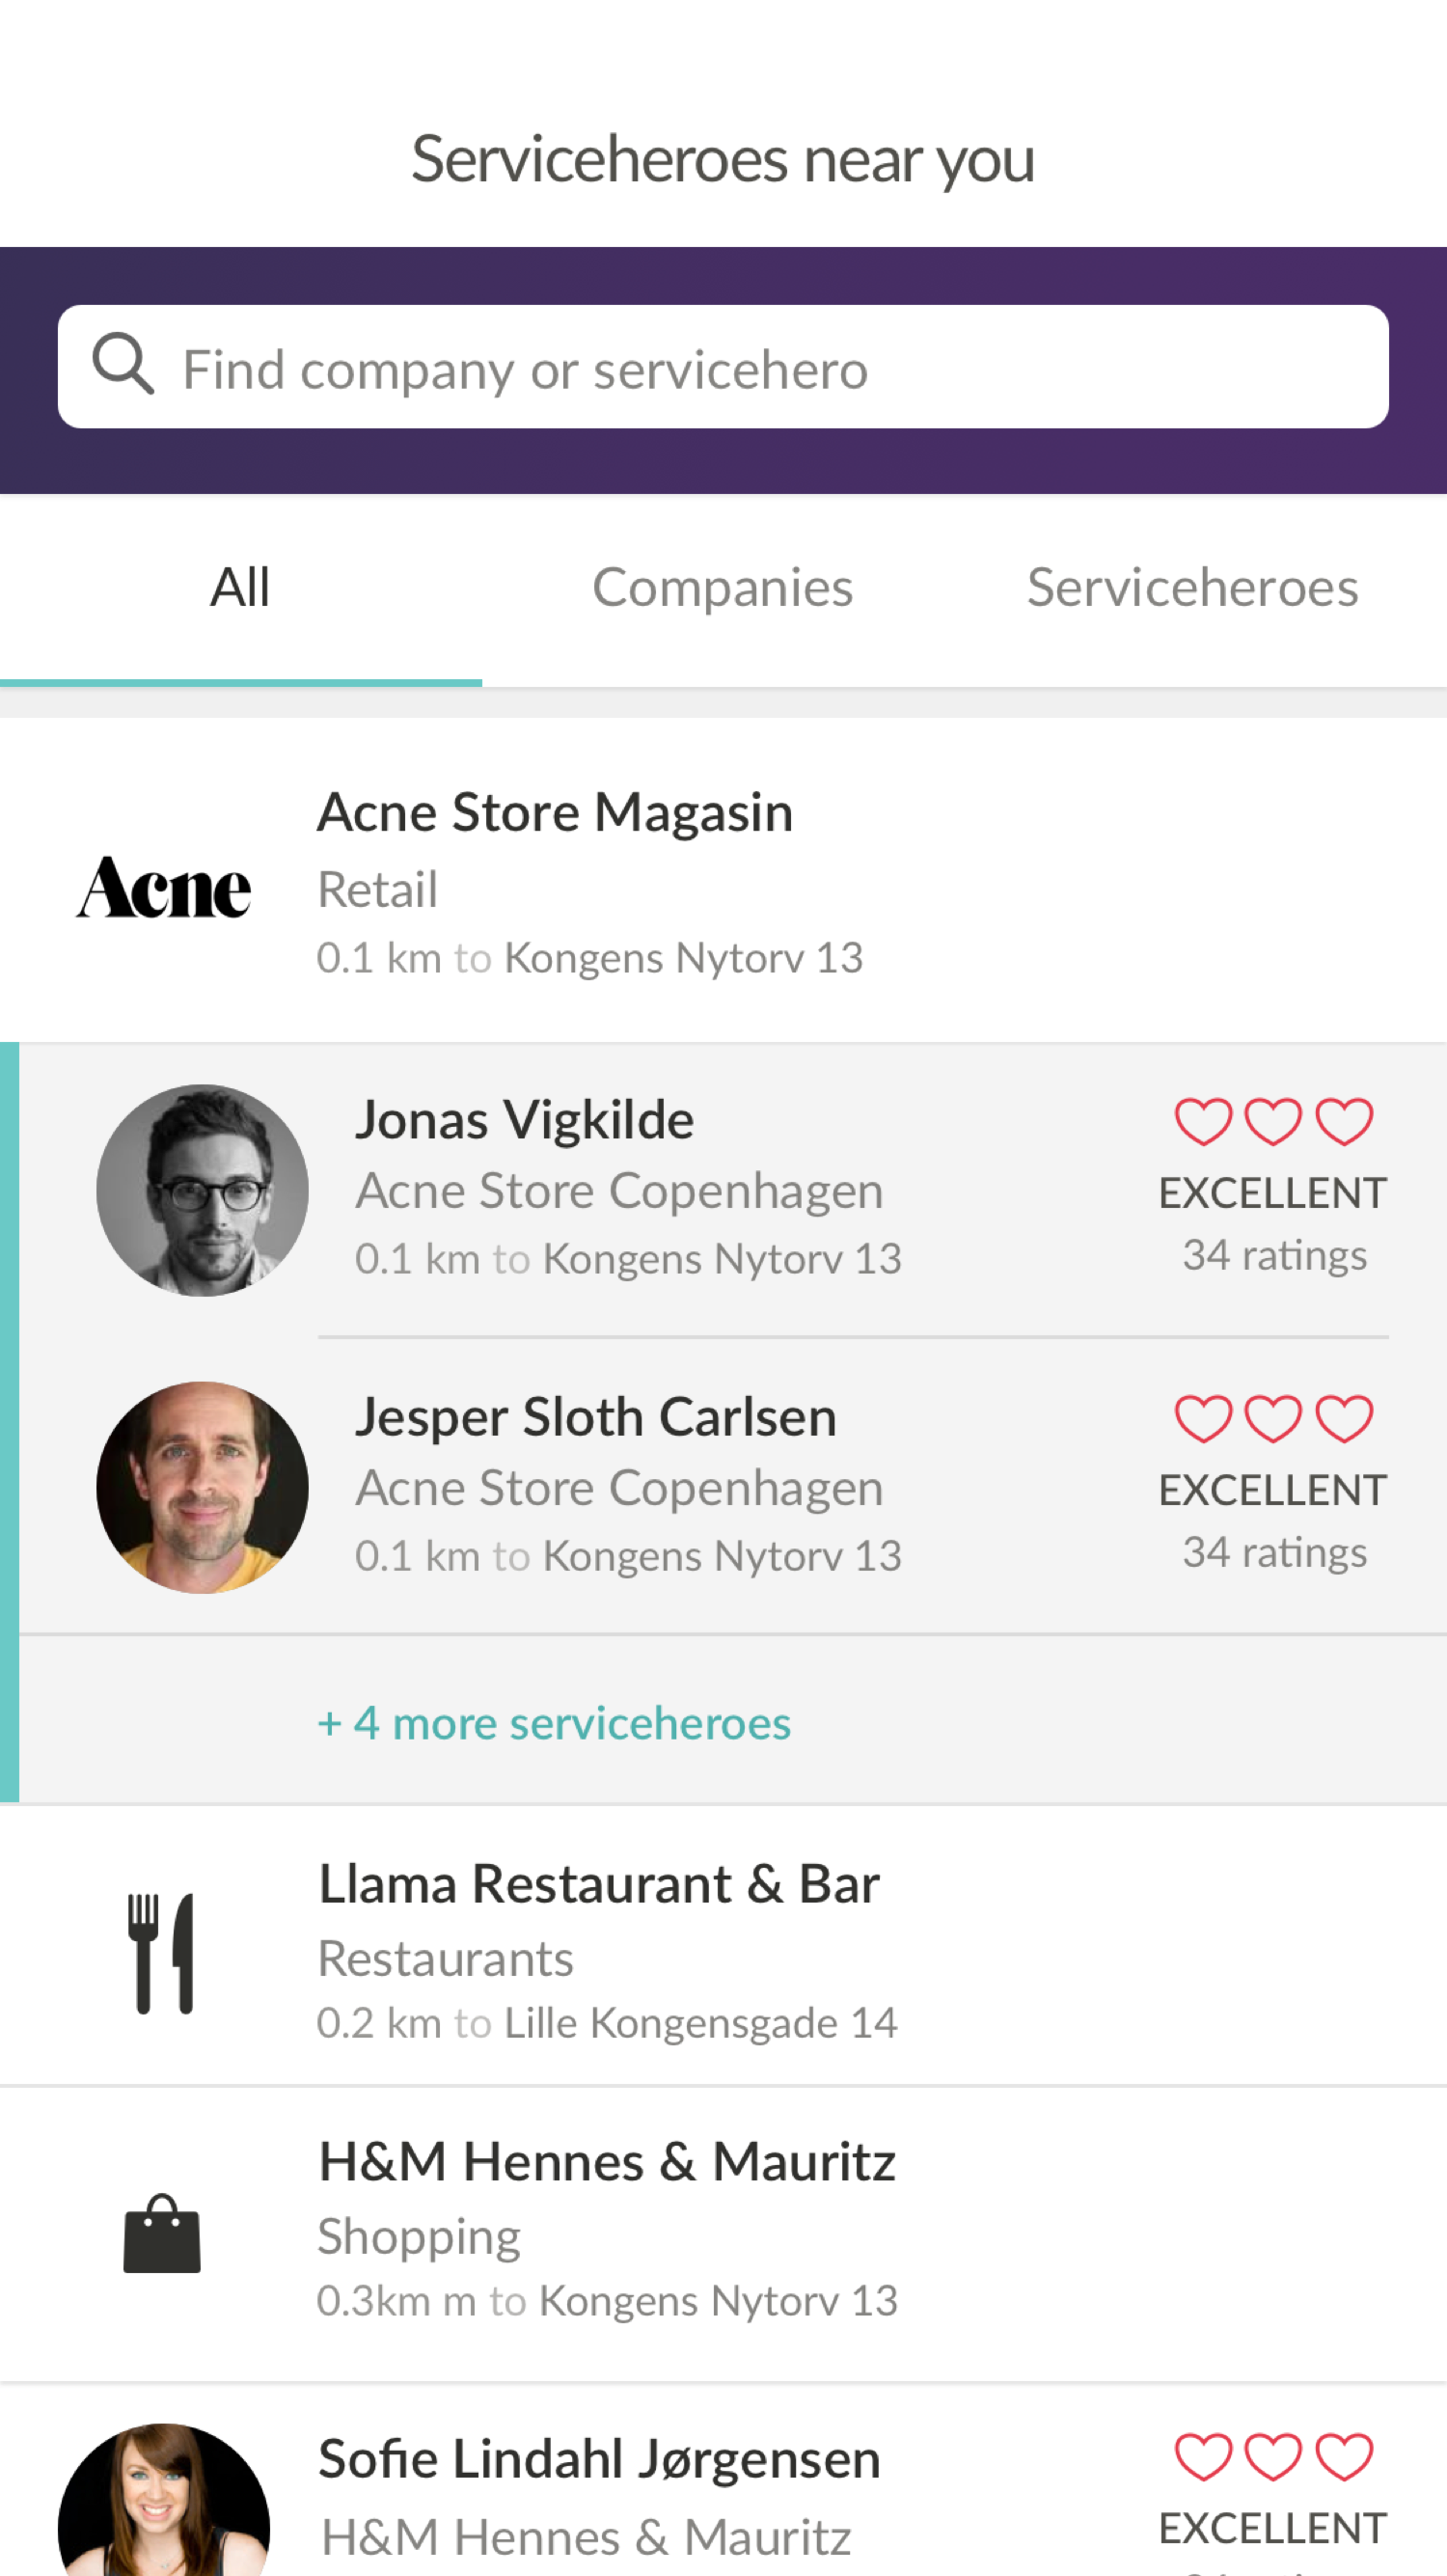 Serviceheroes near you
Find company or servicehero
All Companies Serviceheroes
Acne Store Magasin
Acne
Retail
0.1 km to Kongens Nytorv 13
Jonas Vigkilde
Acne Store Copenhagen
EXCELLENT
0.1 km to Kongens Nytorv 13
34 ratings
Jesper Sloth Carlsen
Acne Store Copenhagen
EXCELLENT
0.1 km to Kongens Nytorv 13
34 ratings
+ 4 more serviceheroes
Llama Restaurant & Bar
Restaurants
0.2 km to Lille Kongensgade 14
H&M Hennes & Mauritz
Shopping
0.3km m to Kongens Nytorv 13
Sofie Lindahl Jørgensen
H&M Hennes & Mauritz
EXCELLENT